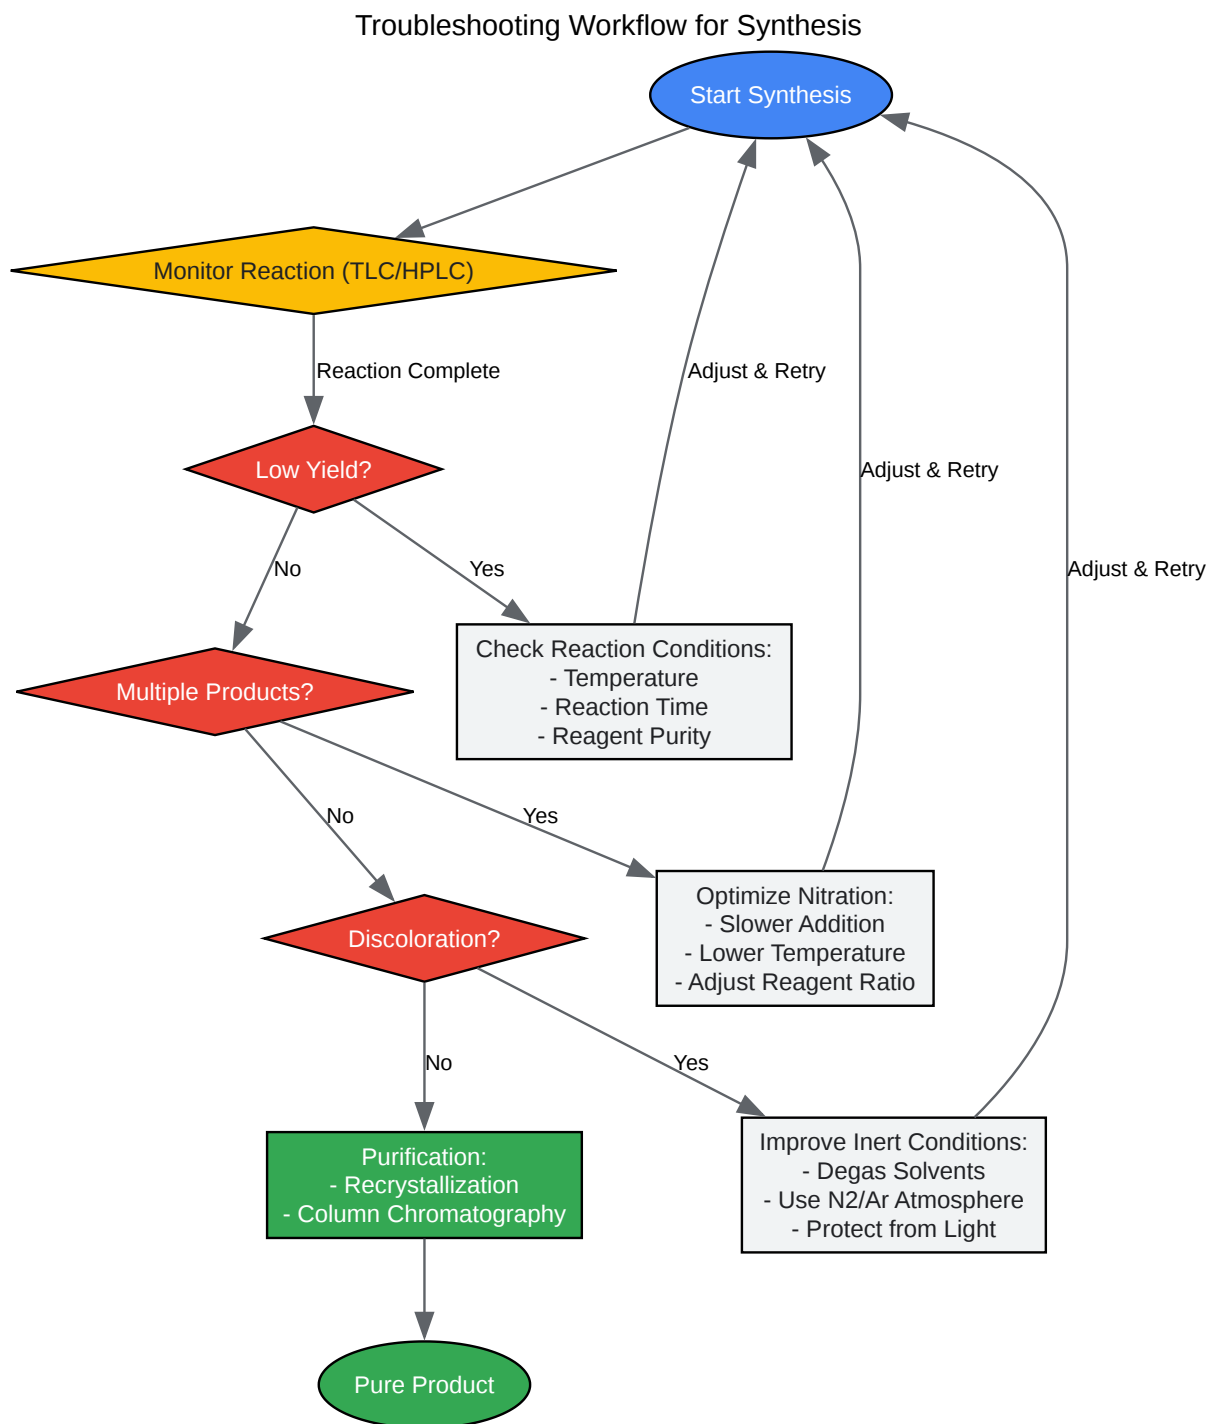 Troubleshooting Workflow for Synthesis
Start Synthesis
Monitor Reaction (TLC/HPLC)
Reaction Complete
Adjust & Retry
Low Yield?
Adjust & Retry
No
Yes
Adjust & Retry
Check Reaction Conditions:
- Temperature
- Reaction Time
- Reagent Purity
Multiple Products?
No
Yes
Optimize Nitration:
- Slower Addition
- Lower Temperature
- Adjust Reagent Ratio
Discoloration?
No
Yes
Purification:
- Recrystallization
- Column Chromatography
Improve Inert Conditions:
- Degas Solvents
- Use N2/Ar Atmosphere
- Protect from Light
Pure Product